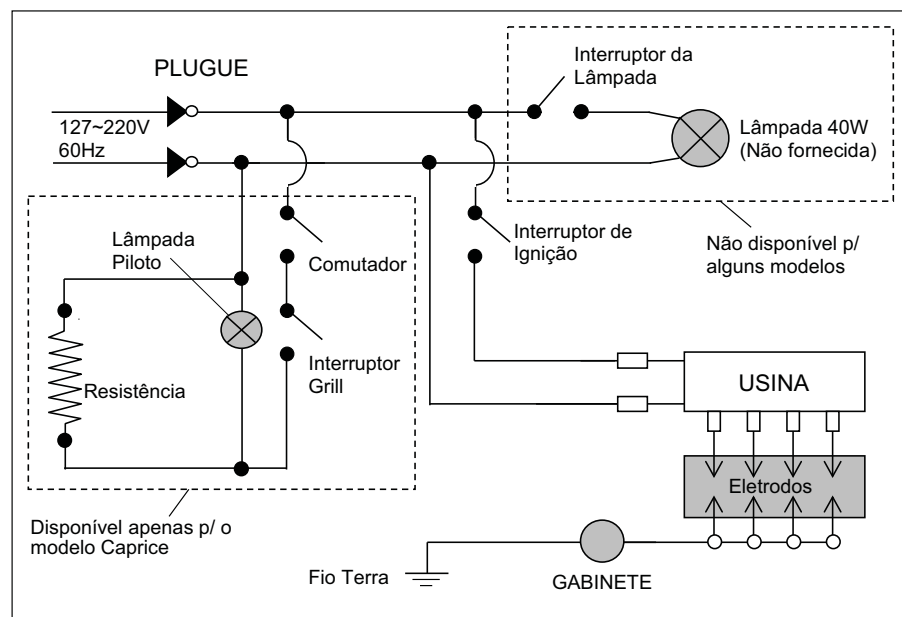 PLUGUE
127~220V
60Hz
Interruptor da
Lâmpada
Lâmpada 40W
(Não fornecida)
Não disponível p/
alguns modelos
Lâmpada
Piloto
Comutador
Interruptor
Grill
Resistência
Disponível apenas p/ o
modelo Caprice
Interruptor de
Ignição
USINA
Eletrodos
GABINETE
Fio Terra